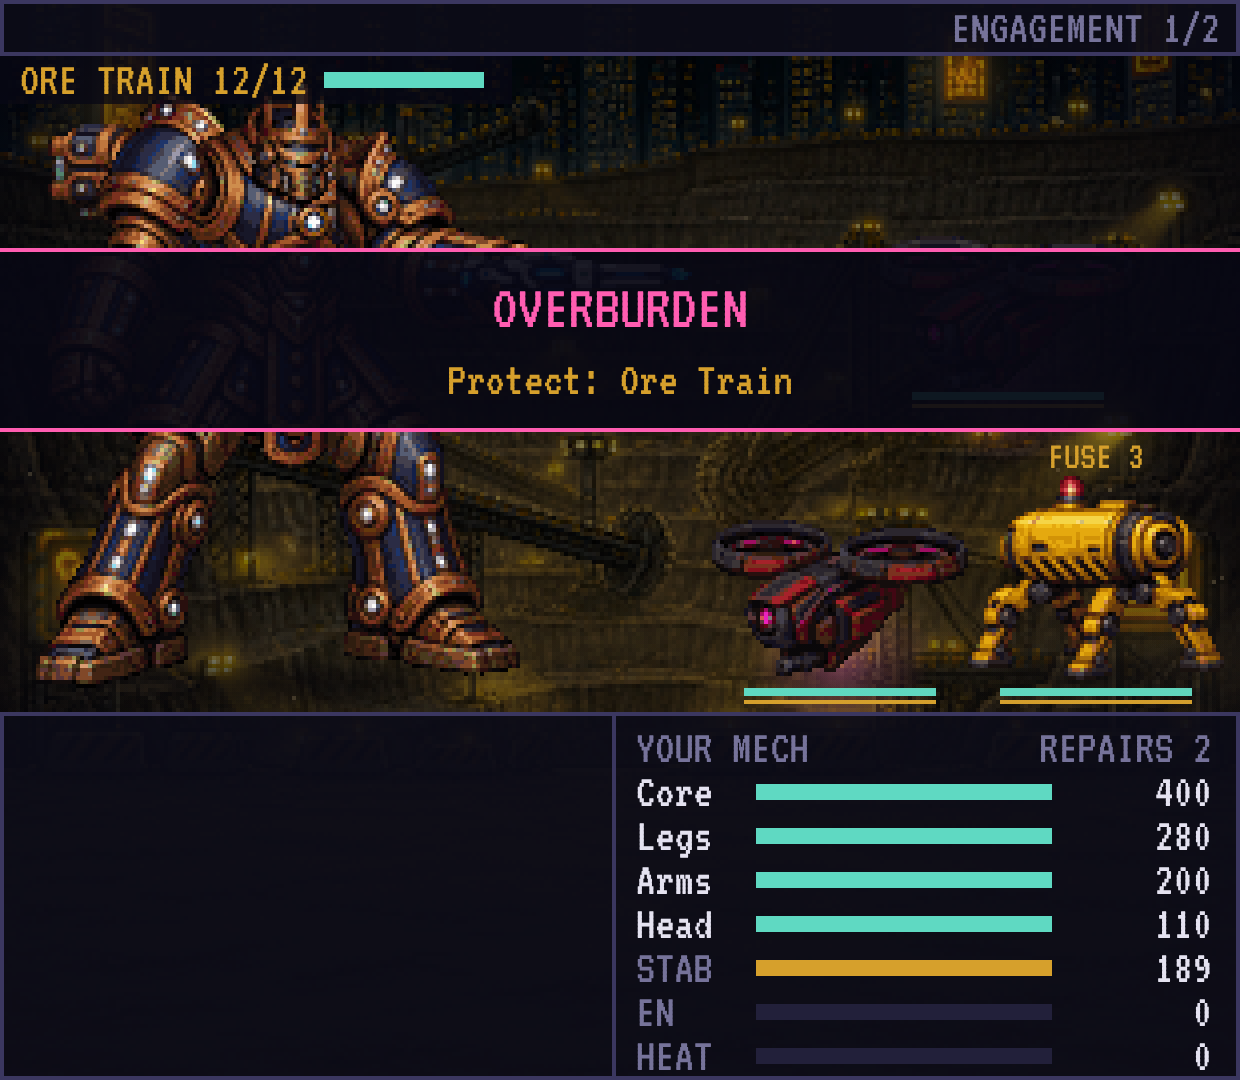 ENGAGEMENT 1/2
ORE TRAIN 12/12
OVERBURDEN
Protect: Ore Train
FUSE 3
YOUR MECH REPAIRS 2
Core 400
Legs 280
Arms 200
Head 110
STAB 189
EN 0
HEAT 0